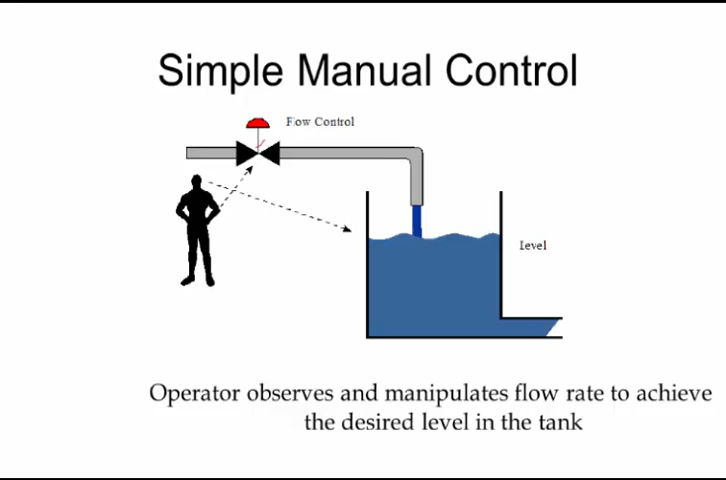 Simple Manual Control
Flow Control
Level
Operator observes and manipulates flow rate to achieve
the desired level in the tank